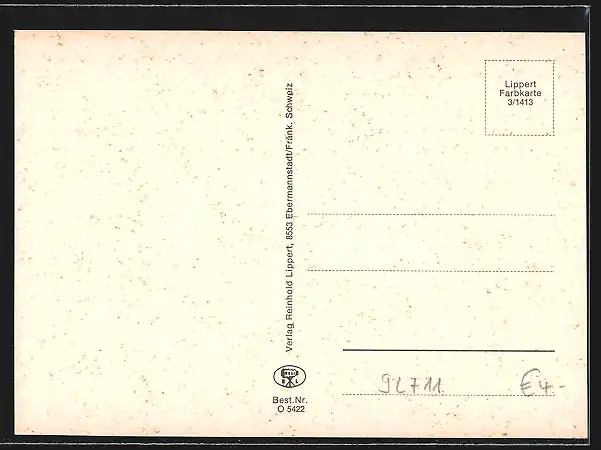 Lippert
Farbkarte
3/1413
Verlag Reinhold Lippert, 8553 Ebermannstadt/Fränk. Schweiz
R L
Best.Nr.
O 5422
92711 €4-